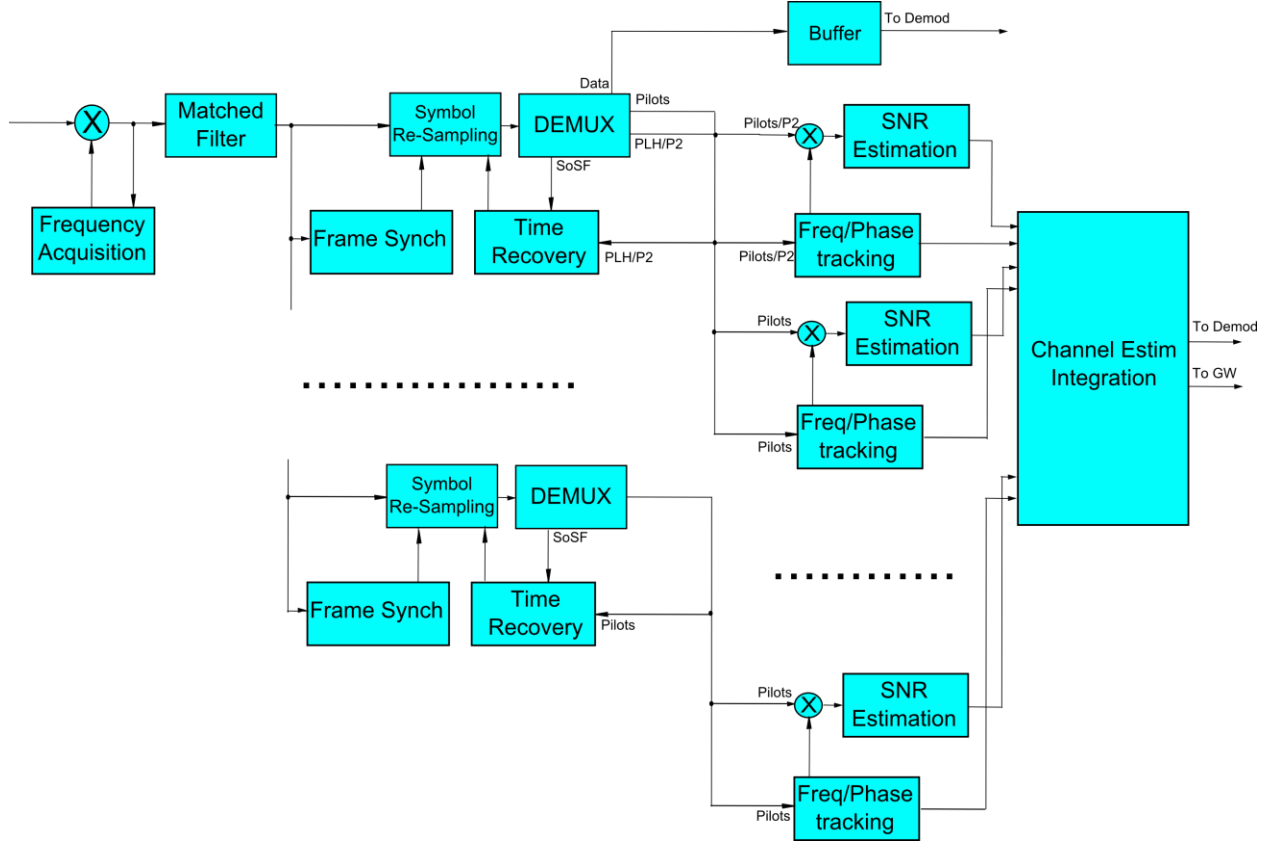 To Demod
Buffer
Data
Pilots
Matched
Filter
Symbol
Re-Sampling
DEMUX
PLH/P2
SoSF
X
Pilots/P2
X
SNR
Estimation
Frequency
Acquisition
Frame Synch
Time
Recovery
PLH/P2
Pilots/P2
Freq/Phase
tracking
Pilots
X
SNR
Estimation
Channel Estim
Integration
To Demod
To GW
Pilots
Freq/Phase
tracking
Symbol
Re-Sampling
DEMUX
SoSF
Frame Synch
Time
Recovery
Pilots
Pilots
X
SNR
Estimation
Pilots
Freq/Phase
tracking